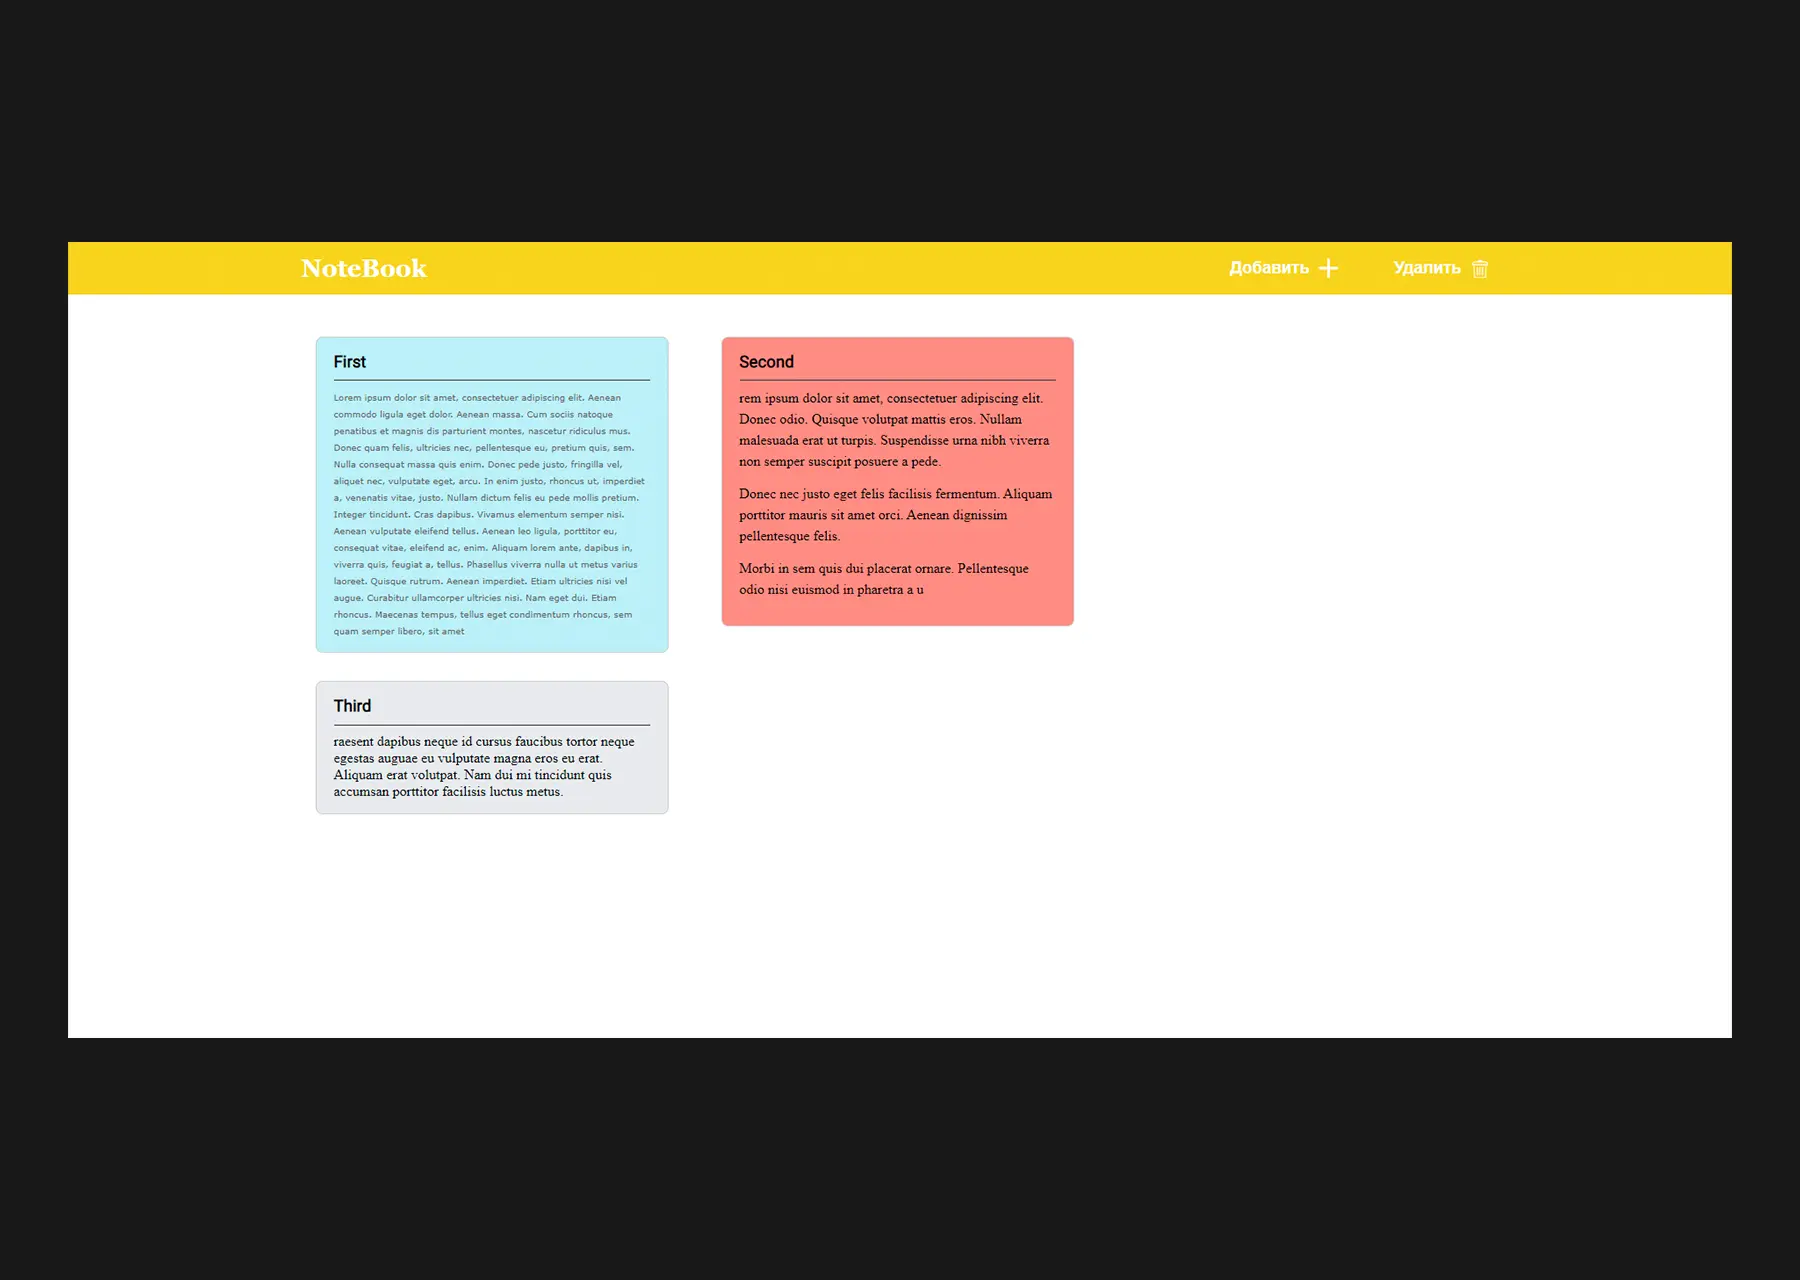 NoteBook
Добавить
Удалить
First
Lorem ipsum dolor sit amet, consectetuer adipiscing elit. Aenean
commodo ligula eget dolor. Aenean massa. Cum sociis natoque
penatibus et magnis dis parturient montes, nascetur ridiculus mus.
Donec quam felis, ultricies nec, pellentesque eu, pretium quis, sem.
Nulla consequat massa quis enim. Donec pede justo, fringilla vel,
aliquet nec, vulputate eget, arcu. In enim justo, rhoncus ut, imperdiet
a, venenatis vitae, justo. Nullam dictum felis eu pede mollis pretium.
Integer tincidunt. Cras dapibus. Vivamus elementum semper nisi.
Aenean vulputate eleifend tellus. Aenean leo ligula, porttitor eu,
consequat vitae, eleifend ac, enim. Aliquam lorem ante, dapibus in,
viverra quis, feugiat a, tellus. Phasellus viverra nulla ut metus varius
laoreet. Quisque rutrum. Aenean imperdiet. Etiam ultricies nisi vel
augue. Curabitur ullamcorper ultricies nisi. Nam eget dui. Etiam
rhoncus. Maecenas tempus, tellus eget condimentum rhoncus, sem
quam semper libero, sit amet
Second
rem ipsum dolor sit amet, consectetuer adipiscing elit.
Donec odio. Quisque volutpat mattis eros. Nullam
malesuada erat ut turpis. Suspendisse urna nibh viverra
non semper suscipit posuere a pede.
Donec nec justo eget felis facilisis fermentum. Aliquam
porttitor mauris sit amet orci. Aenean dignissim
pellentesque felis.
Morbi in sem quis dui placerat ornare. Pellentesque
odio nisi euismod in pharetra a u
Third
raesent dapibus neque id cursus faucibus tortor neque
egestas auguae eu vulputate magna eros eu erat.
Aliquam erat volutpat. Nam dui mi tincidunt quis
accumsan porttitor facilisis luctus metus.